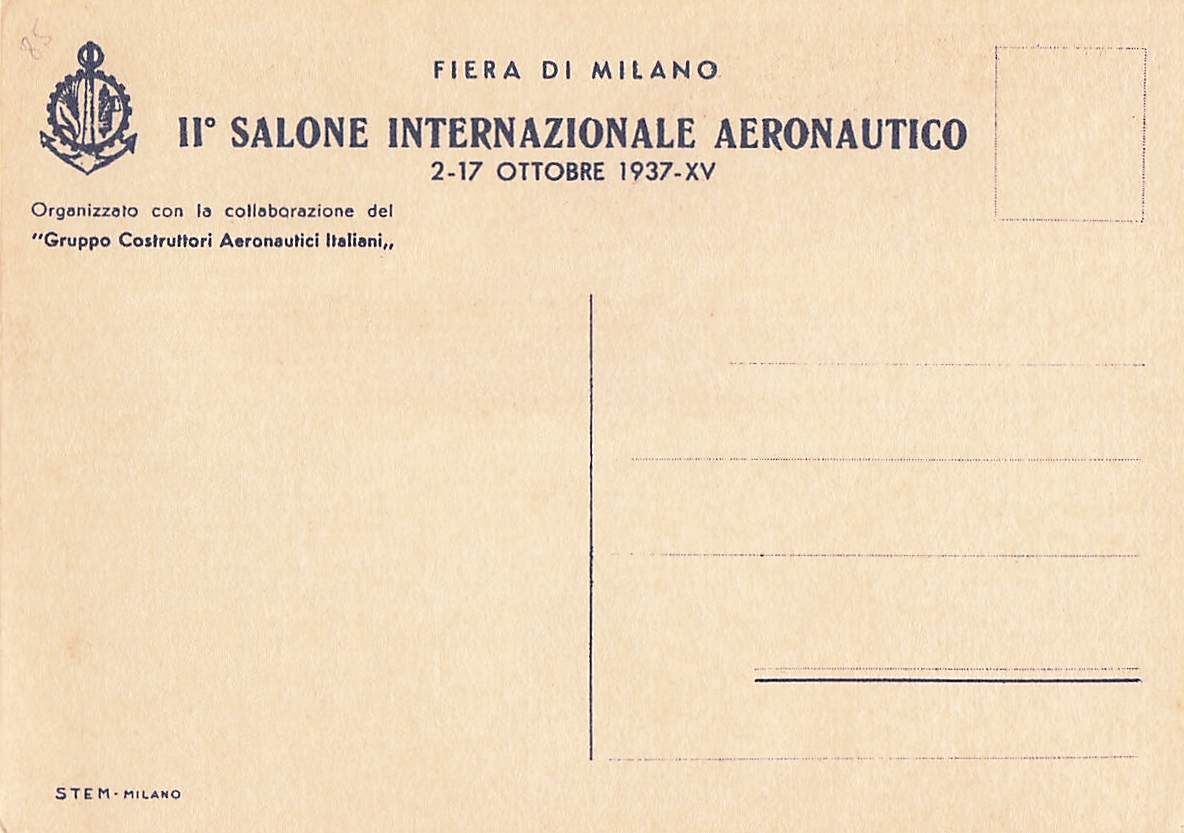 85
FIERA DI MILANO
II° SALONE INTERNAZIONALE AERONAUTICO
2-17 OTTOBRE 1937-XV
Organizzato con la collaborazione del
"Gruppo Costruttori Aeronautici Italiani„
STEM - MILANO